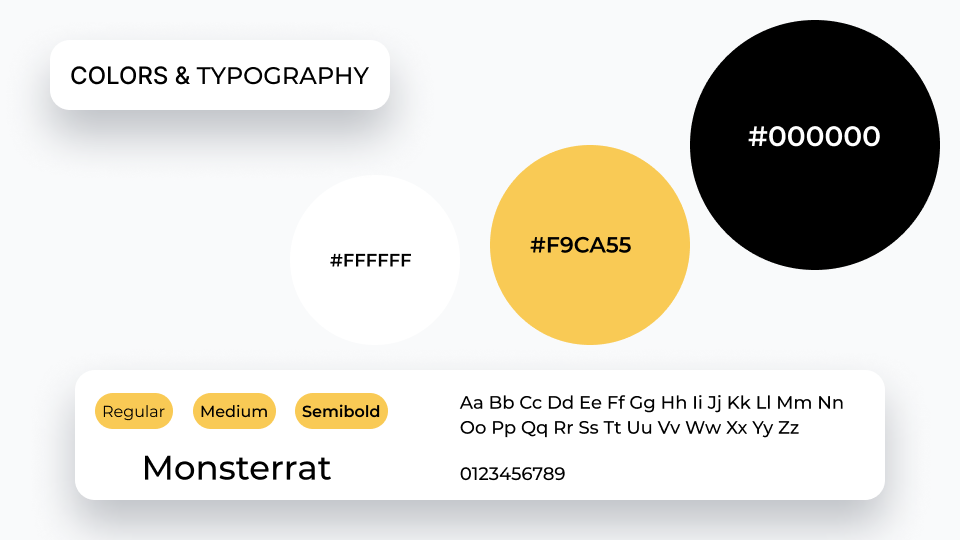 COLORS & TYPOGRAPHY
#000000
#F9CA55
#FFFFFF
Regular Medium Semibold
Monsterrat
Aa Bb Cc Dd Ee Ff Gg Hh Ii Jj Kk Ll Mm Nn
Oo Pp Qq Rr Ss Tt Uu Vv Ww Xx Yy Zz
0123456789